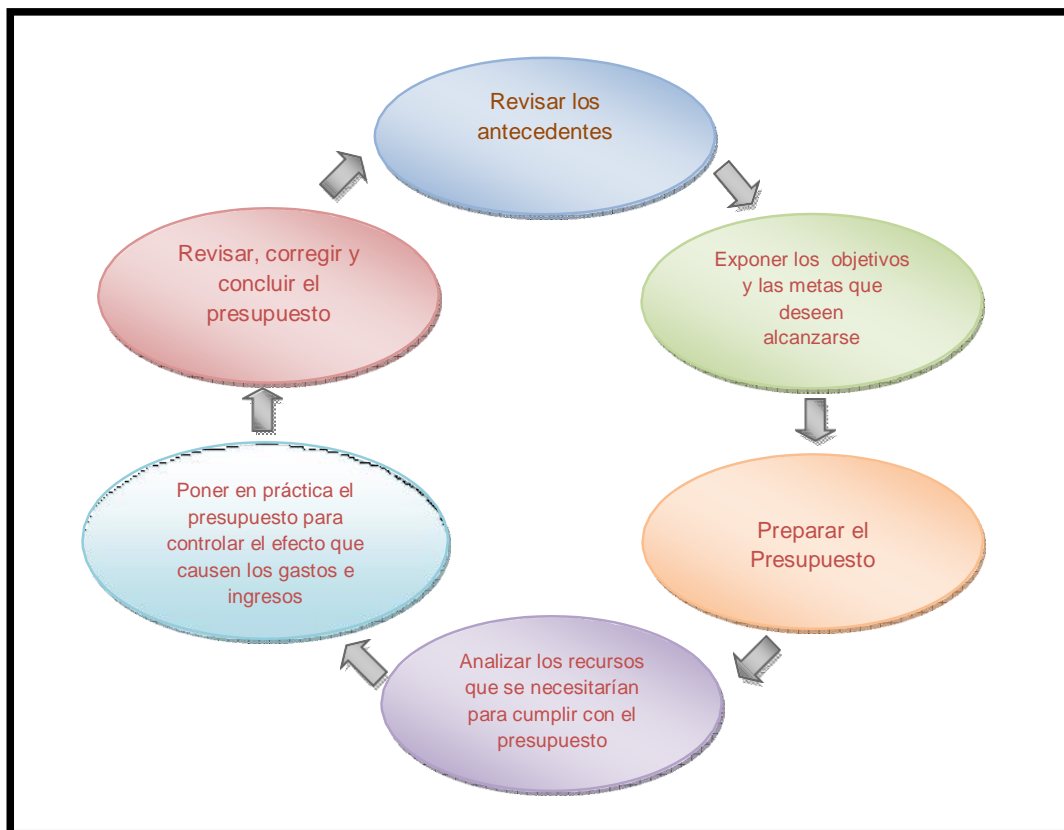 Revisar los
antecedentes
Exponer los objetivos
y las metas que
deseen
alcanzarse
Preparar el
Presupuesto
Analizar los recursos
que se necesitarían
para cumplir con el
presupuesto
Poner en práctica el
presupuesto para
controlar el efecto que
causen los gastos e
ingresos
Revisar, corregir y
concluir el
presupuesto